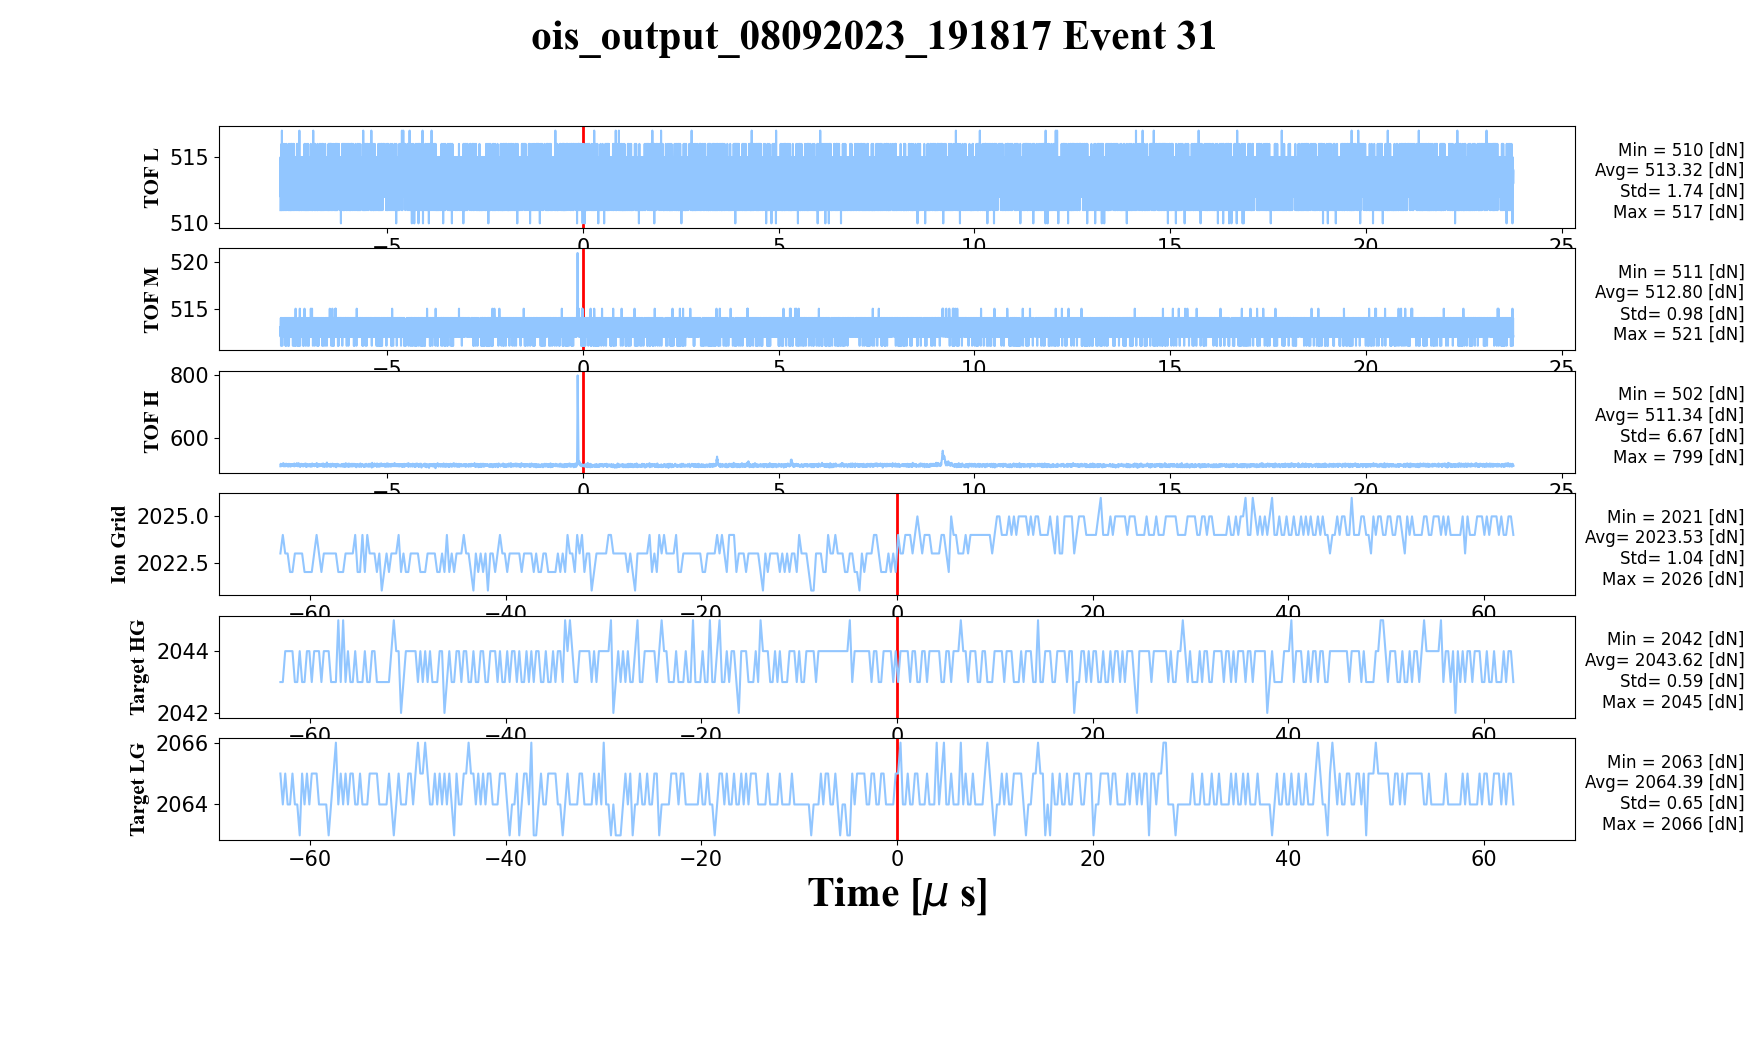 ois_output_08092023_191817 Event 31
TOF L
515
510
Min = 510 [dN]
Avg= 513.32 [dN]
Std= 1.74 [dN]
Max = 517 [dN]
−5 0 5 10 15 20 25
TOF M
520
515
Min = 511 [dN]
Avg= 512.80 [dN]
Std= 0.98 [dN]
Max = 521 [dN]
−5 0 5 10 15 20 25
TOF H
800
600
Min = 502 [dN]
Avg= 511.34 [dN]
Std= 6.67 [dN]
Max = 799 [dN]
−5 0 5 10 15 20 25
Ion Grid
2025.0
2022.5
Min = 2021 [dN]
Avg= 2023.53 [dN]
Std= 1.04 [dN]
Max = 2026 [dN]
−60 −40 −20 0 20 40 60
Target HG
2044
2042
Min = 2042 [dN]
Avg= 2043.62 [dN]
Std= 0.59 [dN]
Max = 2045 [dN]
−60 −40 −20 0 20 40 60
Target LG
2066
2064
Min = 2063 [dN]
Avg= 2064.39 [dN]
Std= 0.65 [dN]
Max = 2066 [dN]
−60 −40 −20 0 20 40 60
Time [μ s]